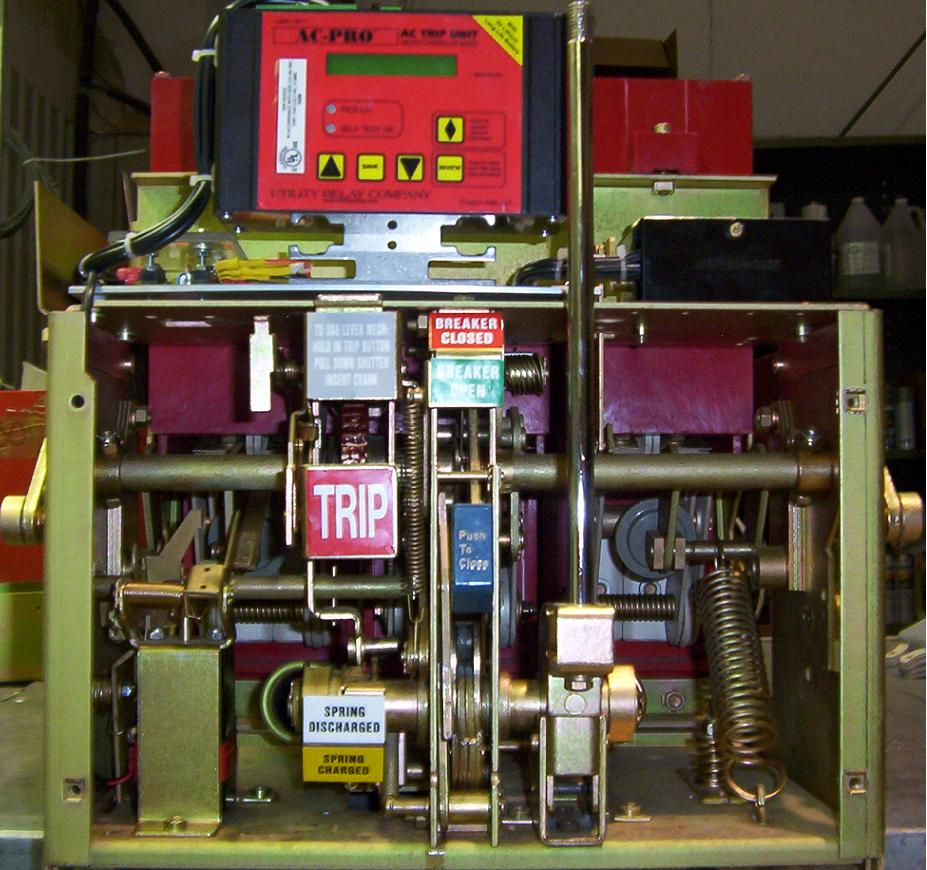 AC-PRO
AC TRIP UNIT
PICK-UP
SELF TEST ON
SAVE
REVIEW
UTILITY RELAY COMPANY
TO USE LEVER MECH.
HOLD IN TRIP BUTTON
PULL DOWN SHUTTER
INSERT CRANK
BREAKER
CLOSED
BREAKER
OPEN
TRIP
Push
To
Close
SPRING
DISCHARGED
SPRING
CHARGED